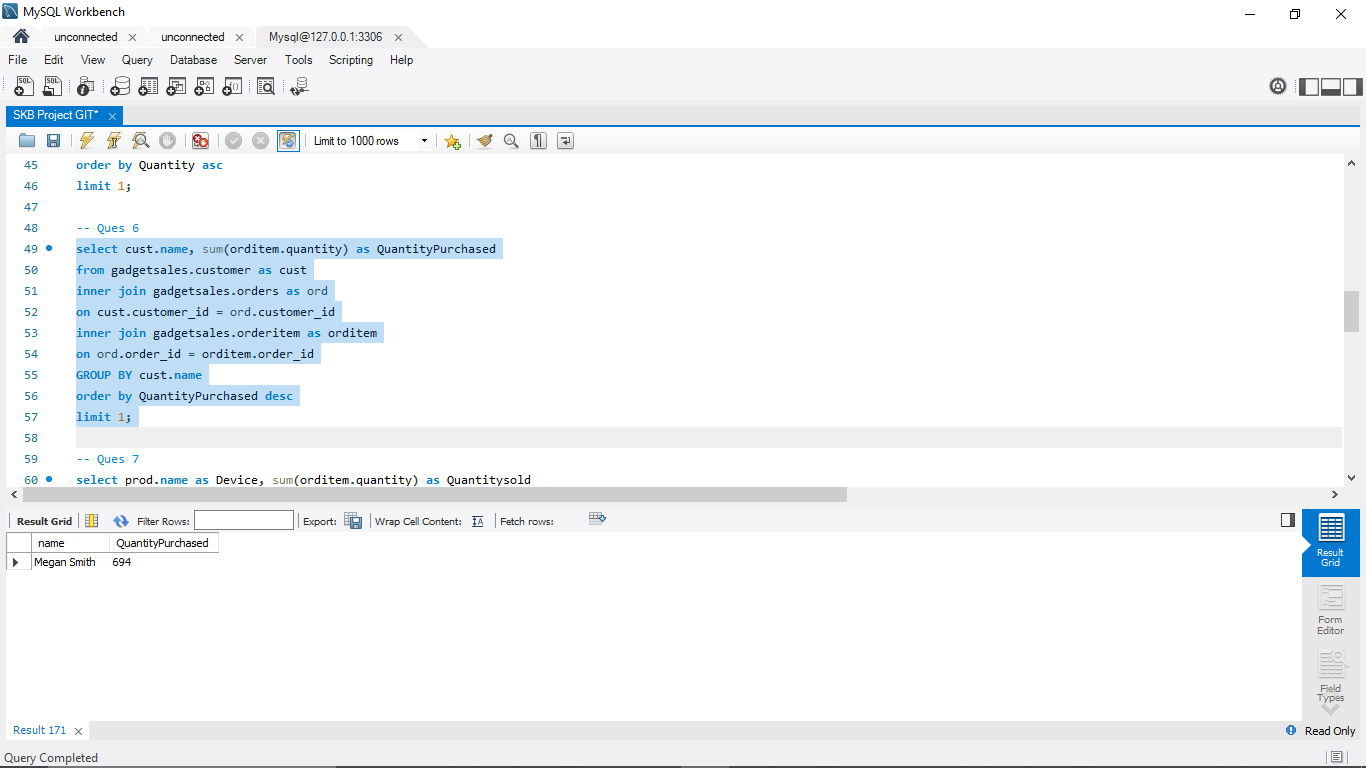 MySQL Workbench
unconnected
unconnected
Mysql@127.0.0.1:3306
File Edit View Query Database Server Tools Scripting Help
SKB Project GIT*
Limit to 1000 rows
45 order by Quantity asc
46 limit 1;
47
48 -- Ques 6
49 select cust.name, sum(orditem.quantity) as QuantityPurchased
50 from gadgetsales.customer as cust
51 inner join gadgetsales.orders as ord
52 on cust.customer_id = ord.customer_id
53 inner join gadgetsales.orderitem as orditem
54 on ord.order_id = orditem.order_id
55 GROUP BY cust.name
56 order by QuantityPurchased desc
57 limit 1;
58
59 -- Ques 7
60 select prod.name as Device, sum(orditem.quantity) as Quantitysold
Result Grid Filter Rows: Export: Wrap Cell Content: Fetch rows:
name QuantityPurchased
Megan Smith 694
Result
Grid
Form
Editor
Field
Types
Result 171
Read Only
Query Completed